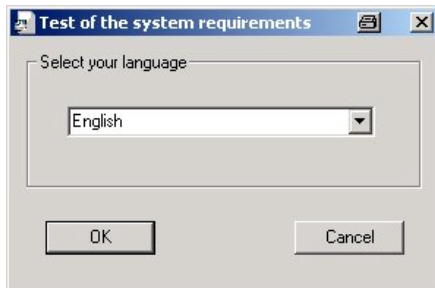 Test of the system requirements
Select your language
English
OK
Cancel